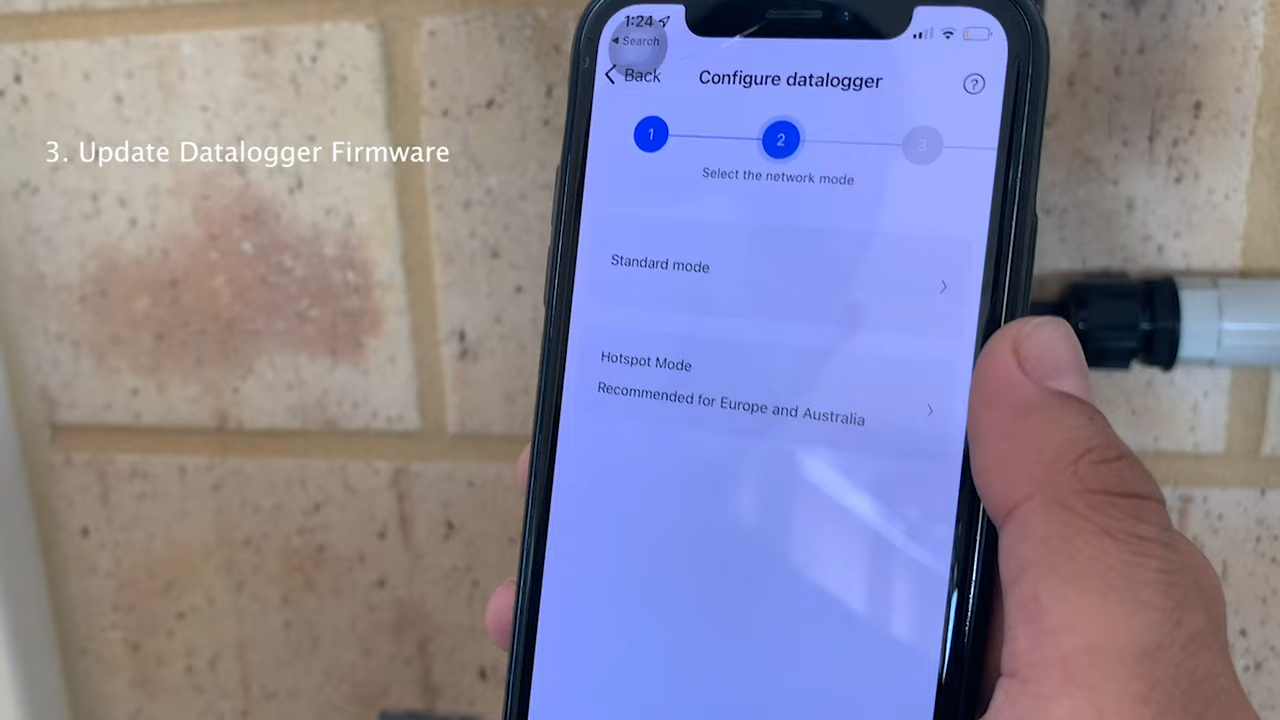 3. Update Datalogger Firmware
1:24
Search
Back
Configure datalogger
?
1
2
3
Select the network mode
Standard mode
Hotspot Mode
Recommended for Europe and Australia